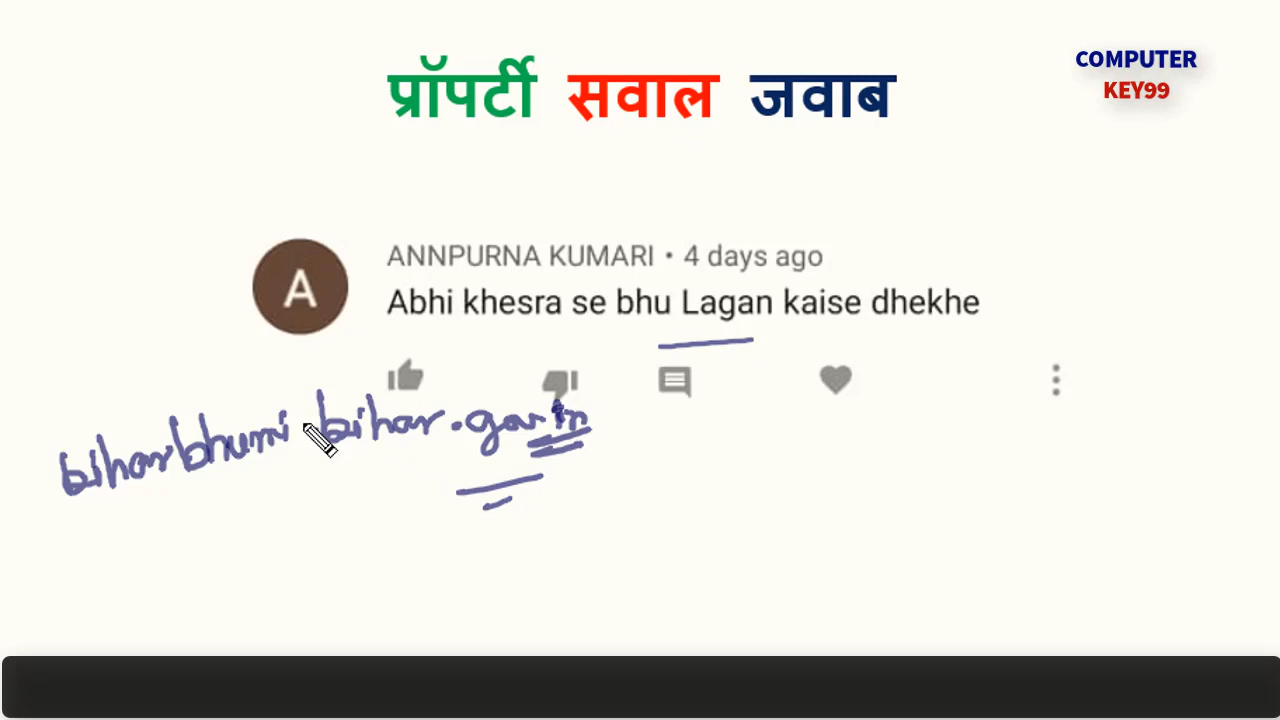 प्रॉपर्टी सवाल जवाब
COMPUTER
KEY99
A
ANNPURNA KUMARI • 4 days ago
Abhi khesra se bhu Lagan kaise dhekhe
biharbhumi.bihar.gov.in